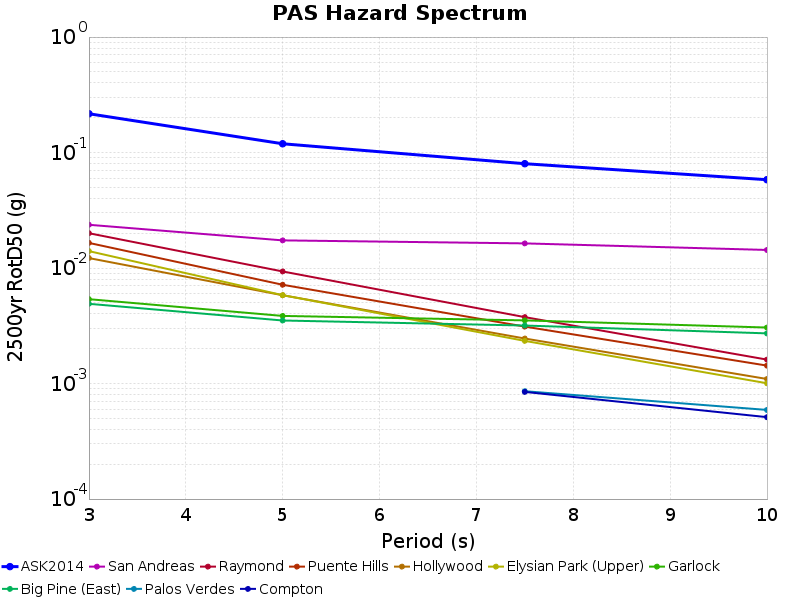 PAS Hazard Spectrum
2500yr RotD50 (g)
10^0
10^-1
10^-2
10^-3
10^-4
3 4 5 6 7 8 9 10
Period (s)
ASK2014 San Andreas Raymond Puente Hills Hollywood Elysian Park (Upper) Garlock
Big Pine (East) Palos Verdes Compton